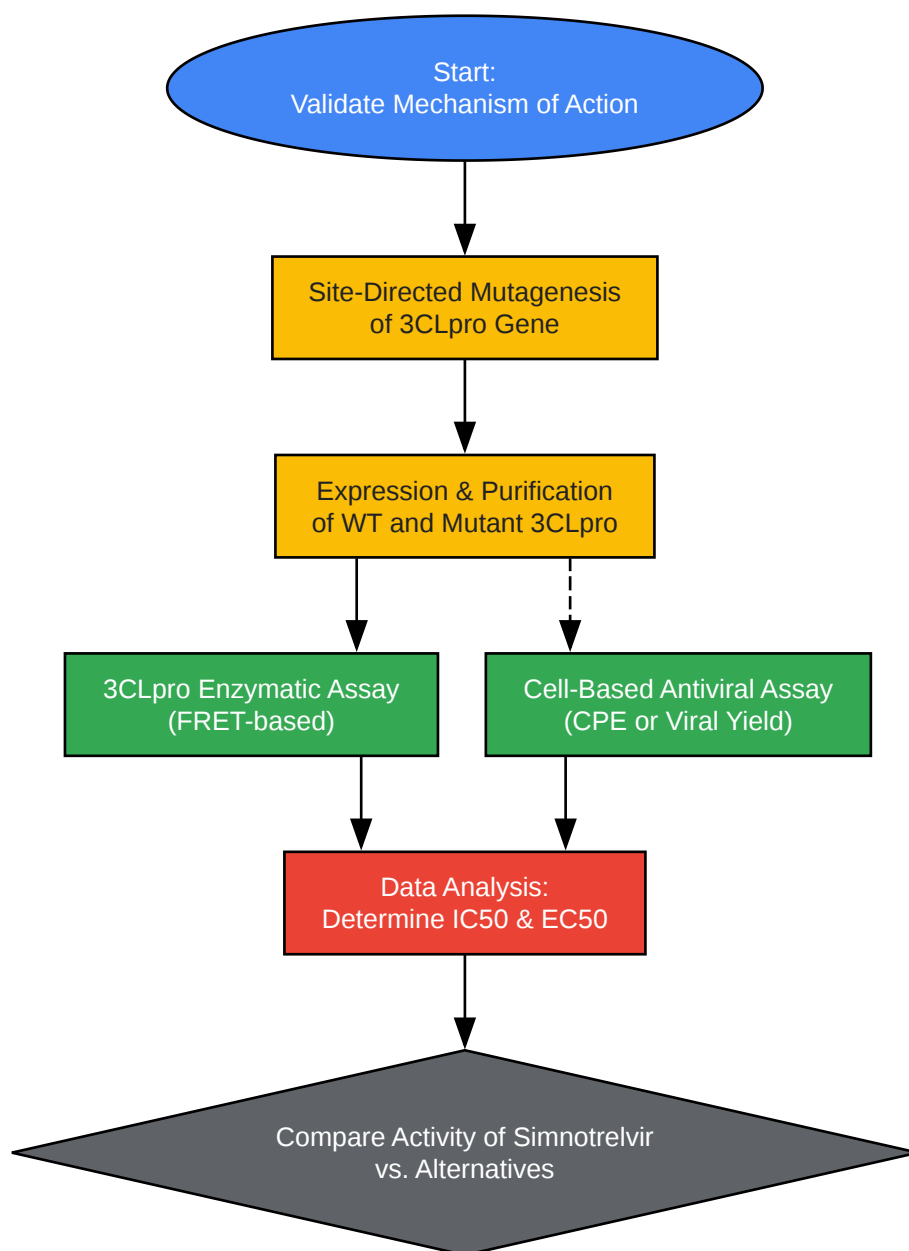 Start:
Validate Mechanism of Action
Site-Directed Mutagenesis
of 3CLpro Gene
Expression & Purification
of WT and Mutant 3CLpro
3CLpro Enzymatic Assay
(FRET-based)
Cell-Based Antiviral Assay
(CPE or Viral Yield)
Data Analysis:
Determine IC50 & EC50
Compare Activity of Simnotrelvir
vs. Alternatives